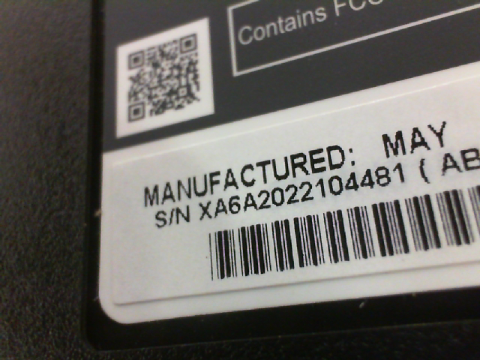 Contains FCC
MANUFACTURED: MAY
S/N XA6A2022104481 ( AB